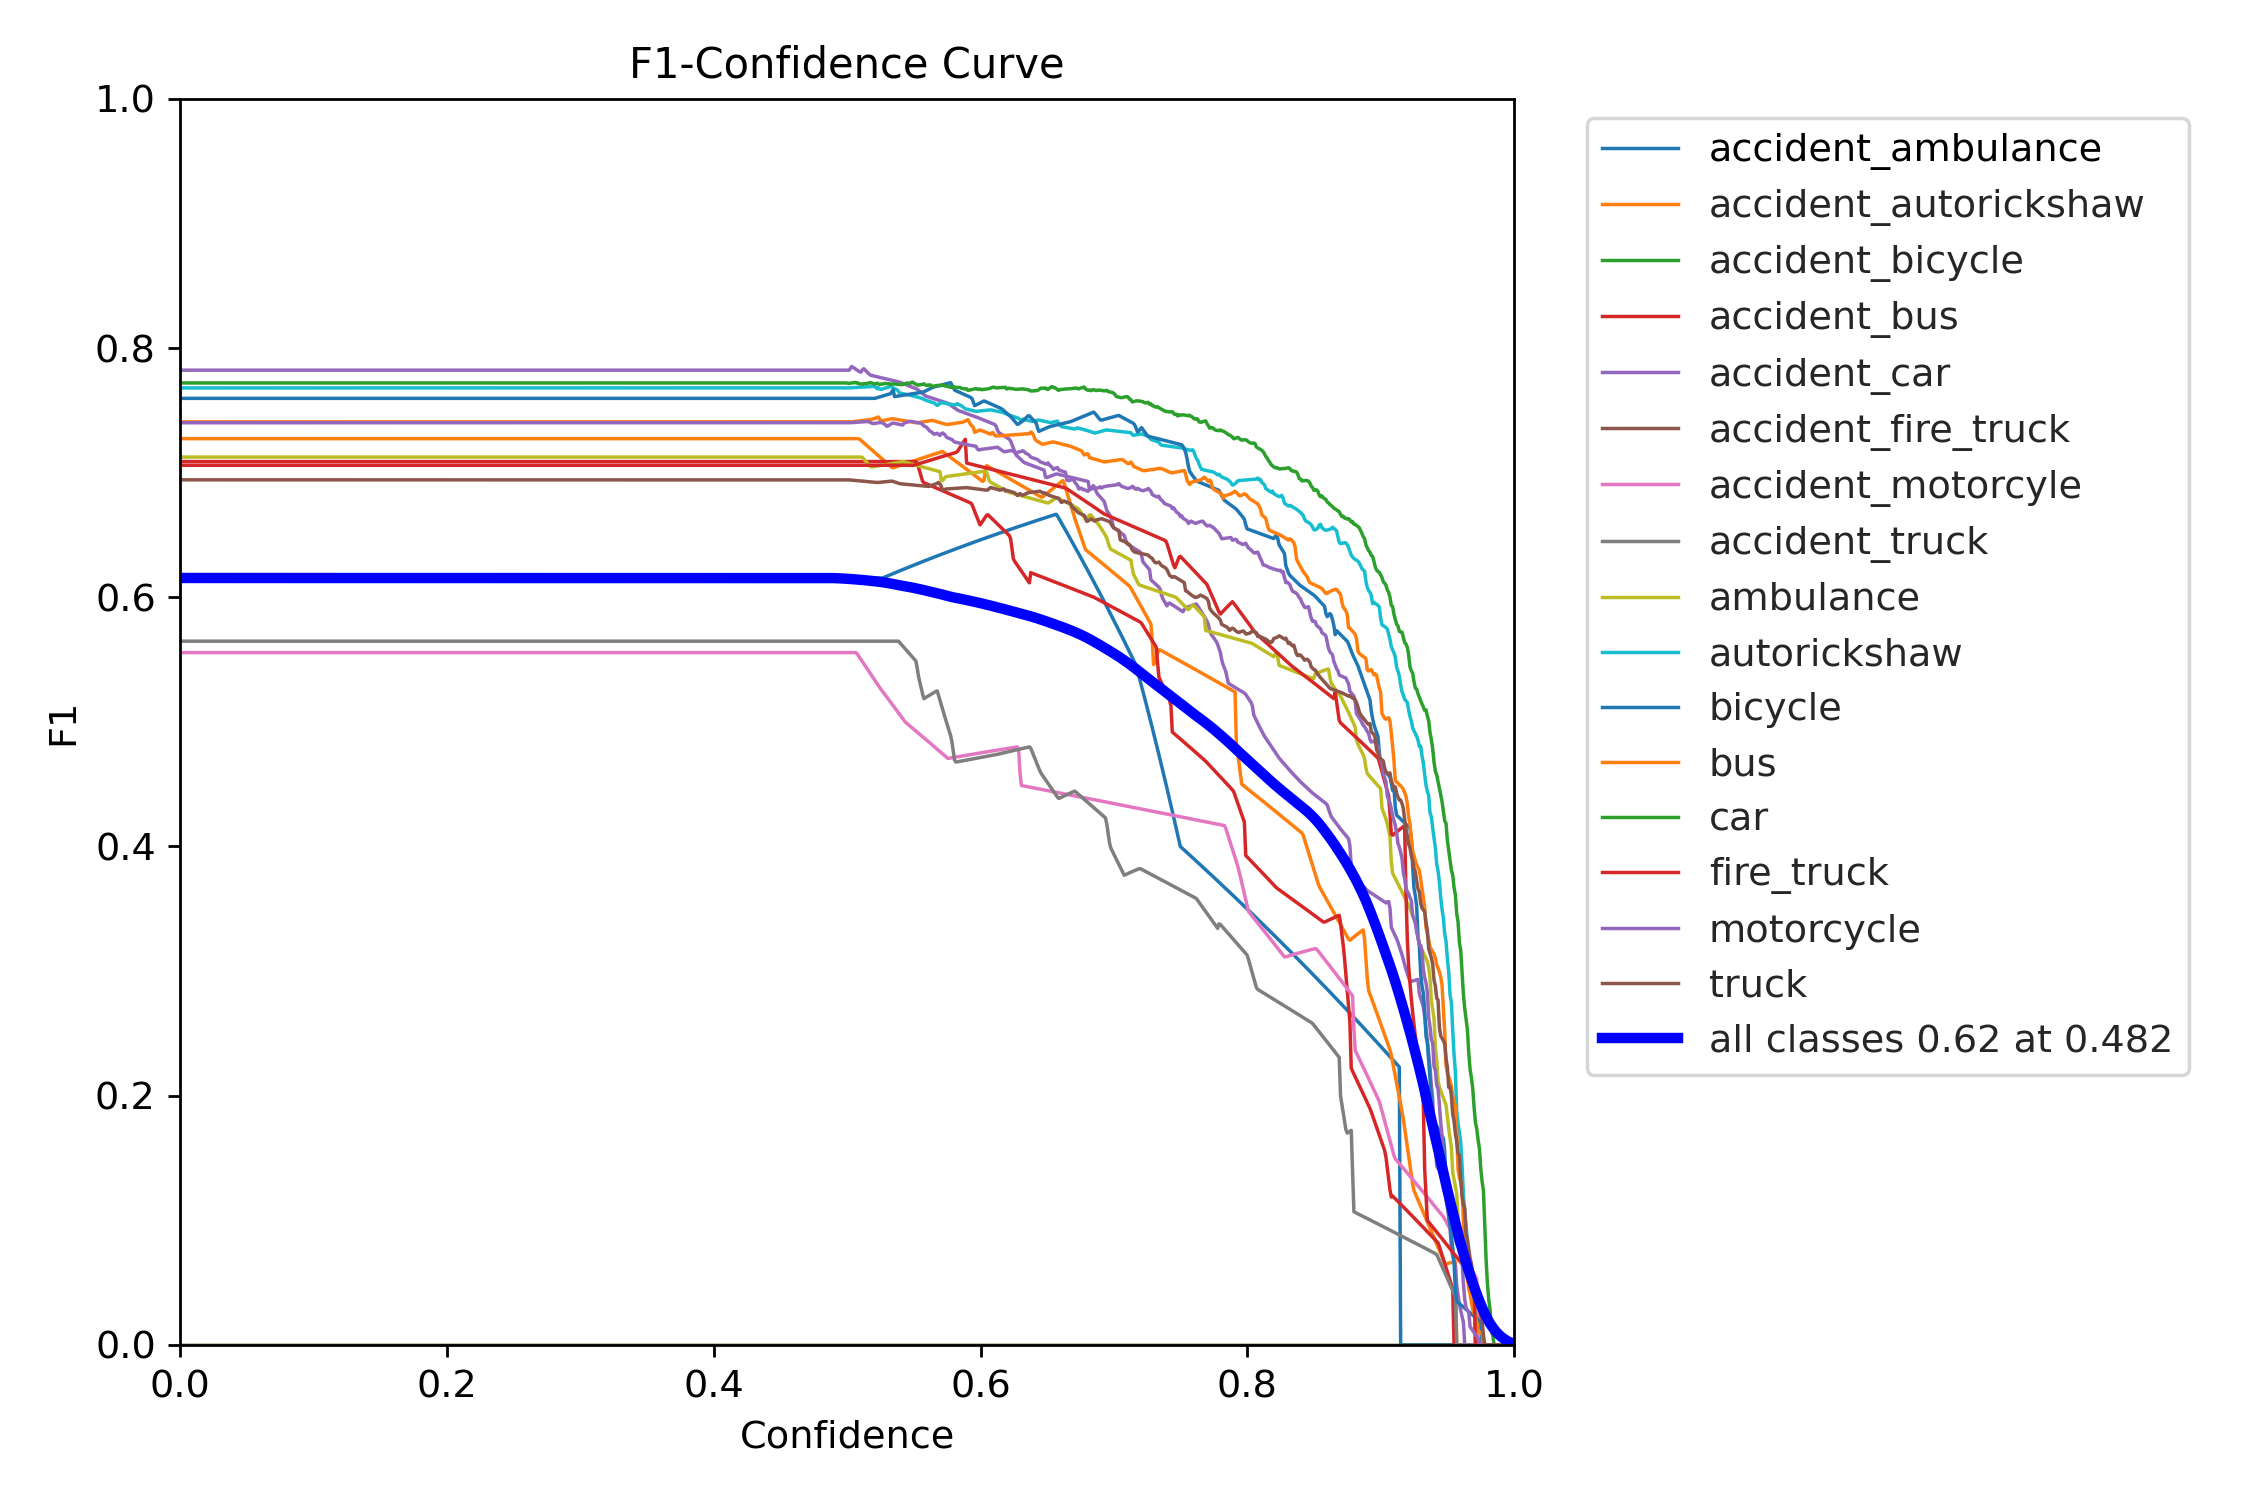 F1-Confidence Curve
1.0
0.8
0.6
0.4
0.2
0.0
F1
0.0 0.2 0.4 0.6 0.8 1.0
Confidence
accident_ambulance
accident_autorickshaw
accident_bicycle
accident_bus
accident_car
accident_fire_truck
accident_motorcyle
accident_truck
ambulance
autorickshaw
bicycle
bus
car
fire_truck
motorcycle
truck
all classes 0.62 at 0.482